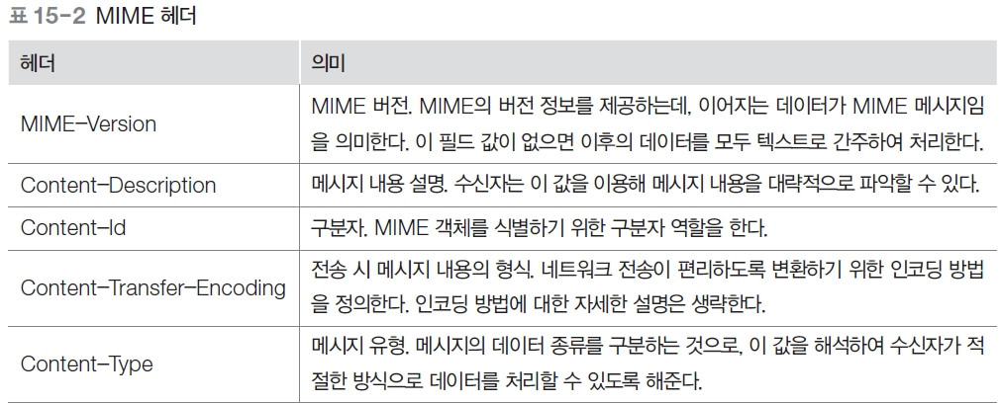 표 15-2 MIME 헤더
헤더 의미
MIME-Version
MIME 버전. MIME의 버전 정보를 제공하는데, 이어지는 데이터가 MIME 메시지임
을 의미한다. 이 필드 값이 없으면 이후의 데이터를 모두 텍스트로 간주하여 처리한다.
Content-Description
메시지 내용 설명. 수신자는 이 값을 이용해 메시지 내용을 대략적으로 파악할 수 있다.
Content-Id
구분자. MIME 객체를 식별하기 위한 구분자 역할을 한다.
Content-Transfer-Encoding
전송 시 메시지 내용의 형식. 네트워크 전송이 편리하도록 변환하기 위한 인코딩 방법
을 정의한다. 인코딩 방법에 대한 자세한 설명은 생략한다.
Content-Type
메시지 유형. 메시지의 데이터 종류를 구분하는 것으로, 이 값을 해석하여 수신자가 적
절한 방식으로 데이터를 처리할 수 있도록 해준다.